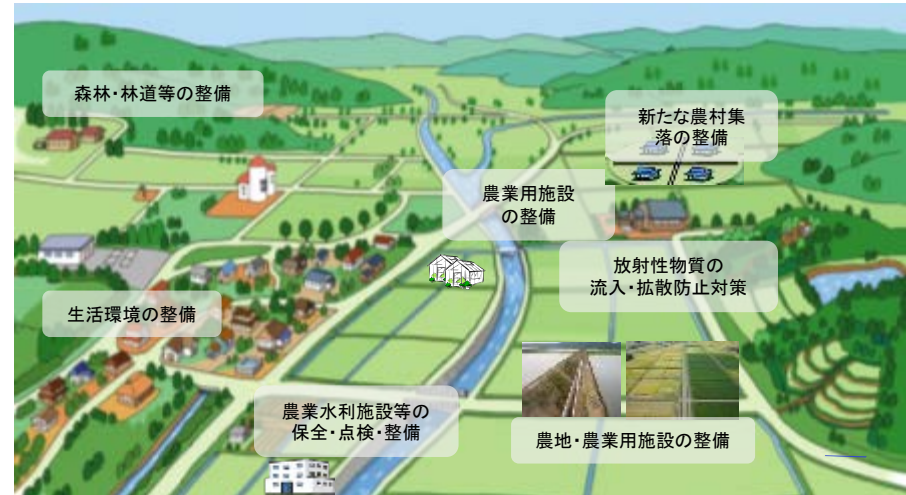 森林・林道等の整備
新たな農村集
落の整備
農業用施設
の整備
放射性物質の
流入・拡散防止対策
生活環境の整備
農業水利施設等の
保全・点検・整備
農地・農業用施設の整備